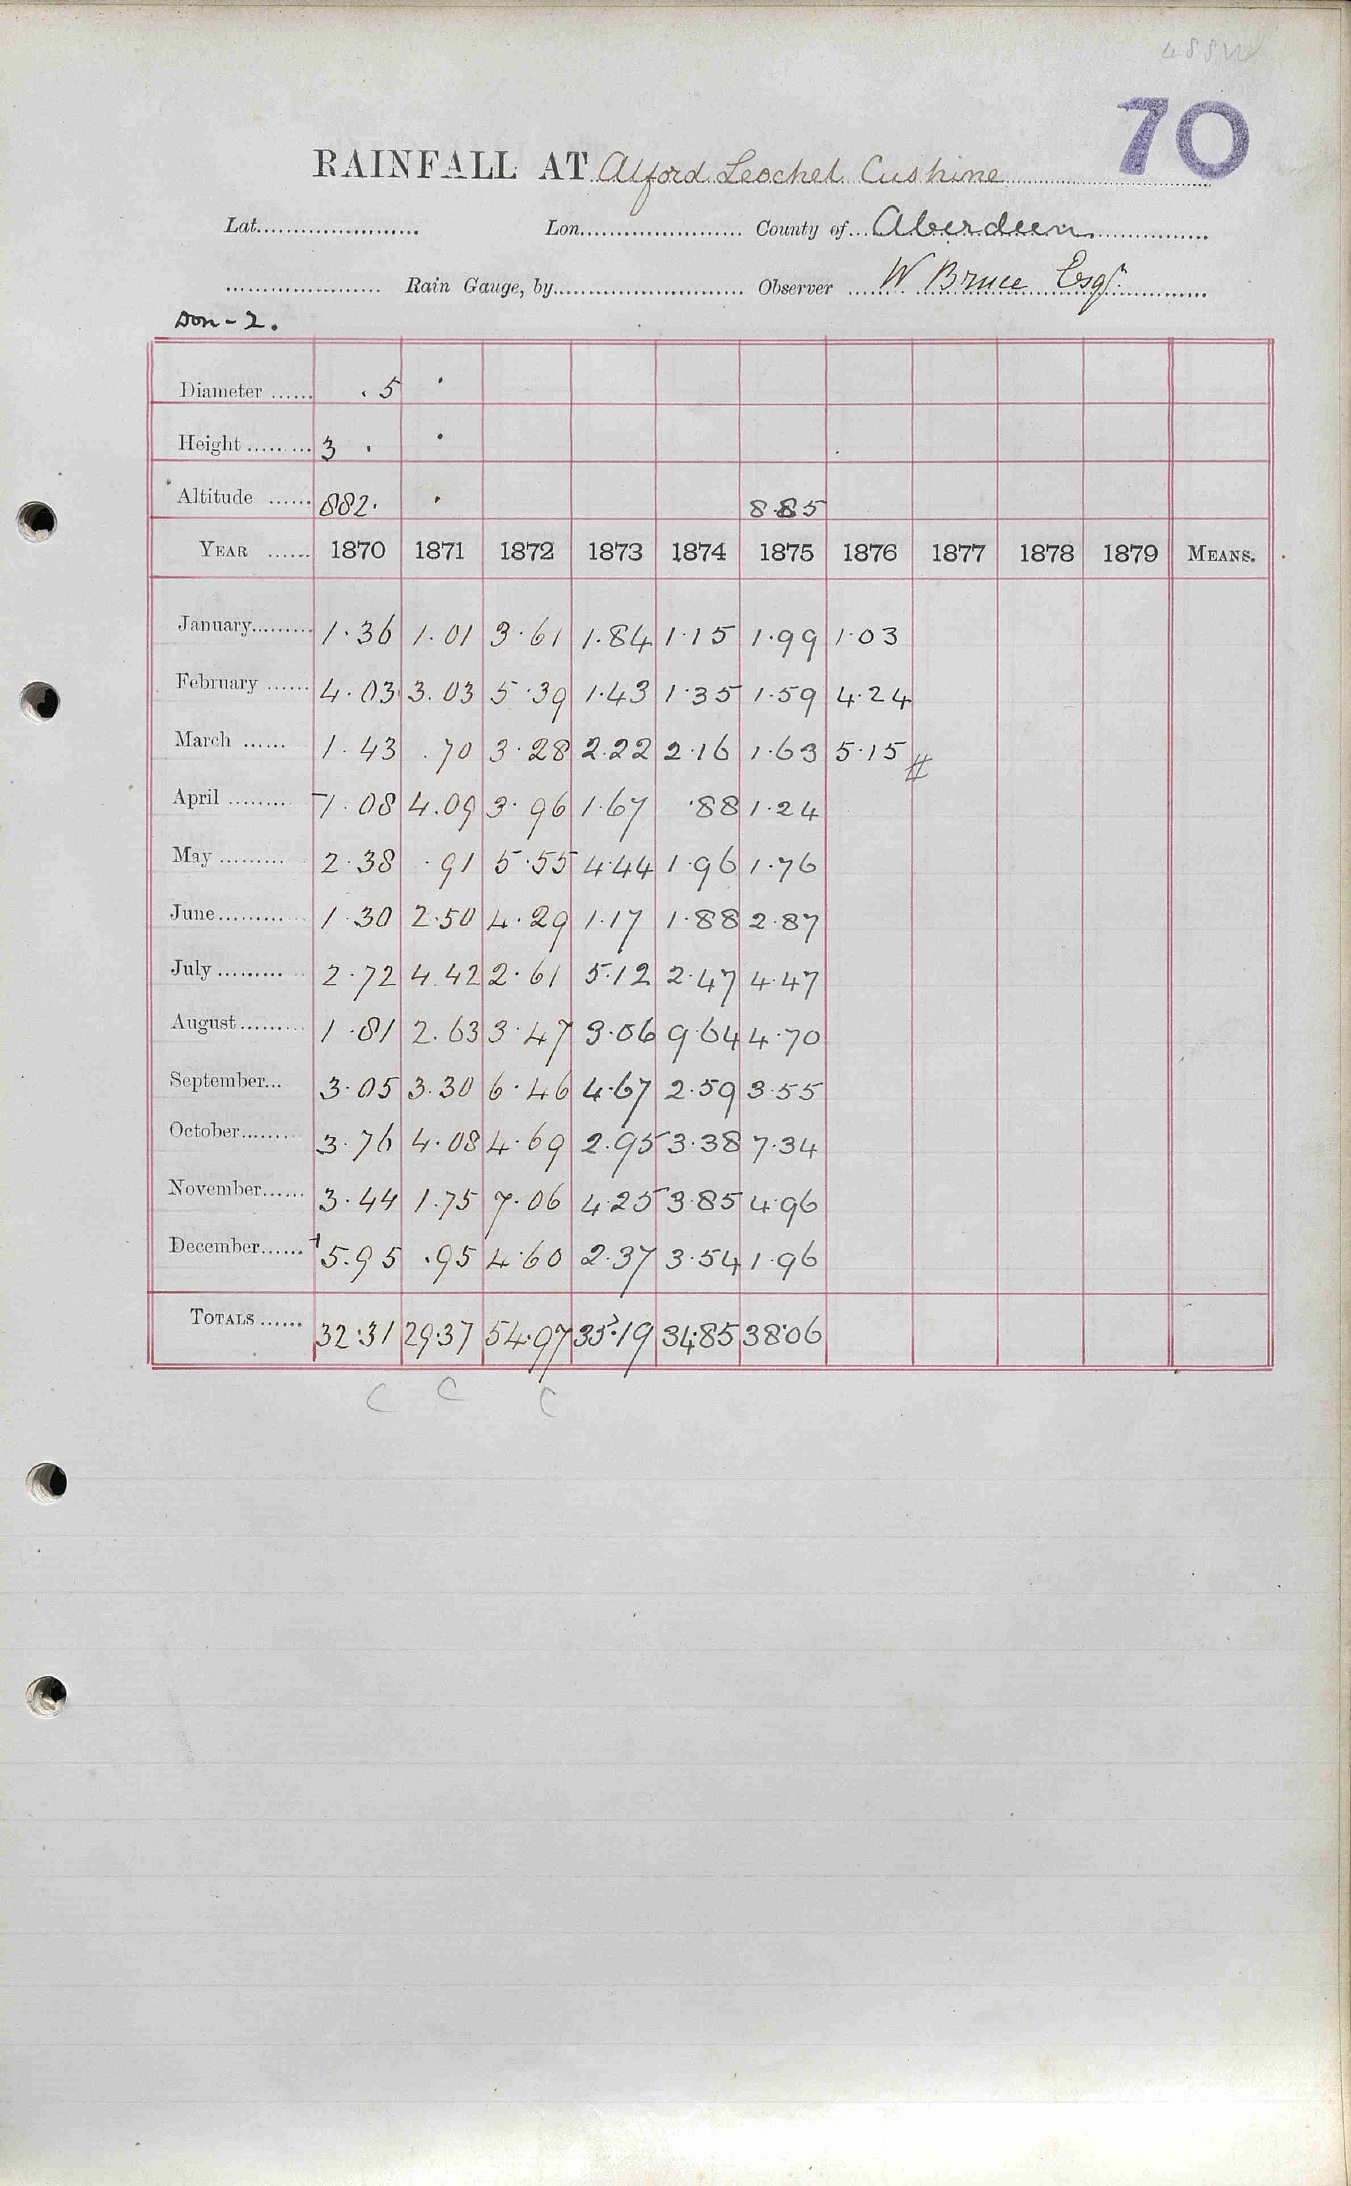 488W
70
RAINFALL AT Alford Leochel Cushine
Lat. Lon. County of Aberdeen
Rain Gauge, by Observer W Bruce Esqr
Don - 2.
Diameter ...... .5 .
Height ...... 3 . .
Altitude ...... 882. . 885
YEAR ...... 1870 1871 1872 1873 1874 1875 1876 1877 1878 1879 MEANS.
January 1.36 1.01 3.61 1.84 1.15 1.99 1.03
February 4.03 3.03 5.39 1.43 1.35 1.59 4.24
March 1.43 .70 3.28 2.22 2.16 1.63 5.15 #
April 1.08 4.09 3.96 1.67 .88 1.24
May 2.38 .91 5.55 4.44 1.96 1.76
June 1.30 2.50 4.29 1.17 1.88 2.87
July 2.72 4.42 2.61 5.12 2.47 4.47
August 1.81 2.63 3.47 3.06 9.64 4.70
September 3.05 3.30 6.46 4.67 2.59 3.55
October 3.76 4.08 4.69 2.95 3.38 7.34
November 3.44 1.75 7.06 4.25 3.85 4.96
December 5.95 .95 4.60 2.37 3.54 1.96
TOTALS 32.31 29.37 54.97 35.19 34.85 38.06
C C C